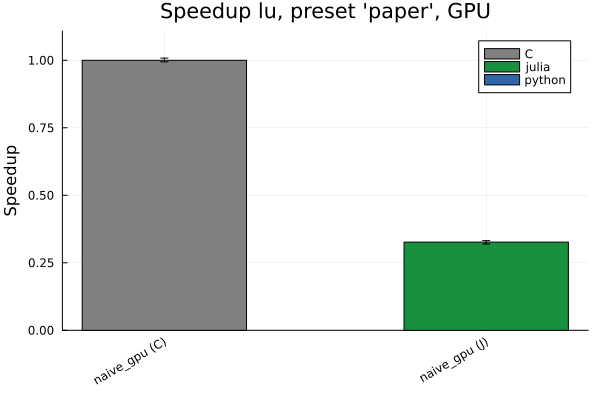 Speedup lu, preset 'paper', GPU
C
julia
python
Speedup
1.00
0.75
0.50
0.25
0.00
naive_gpu (C)
naive_gpu (J)